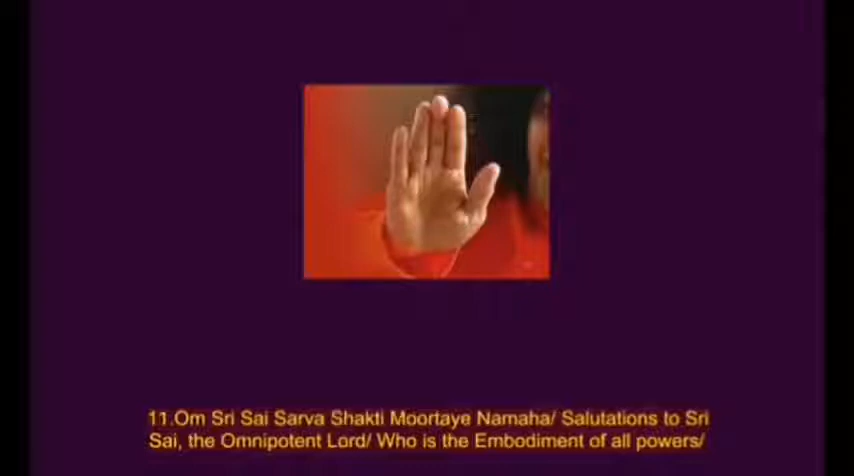 11.Om Sri Sai Sarva Shakti Moortaye Namaha/ Salutations to Sri
Sai, the Omnipotent Lord/ Who is the Embodiment of all powers/